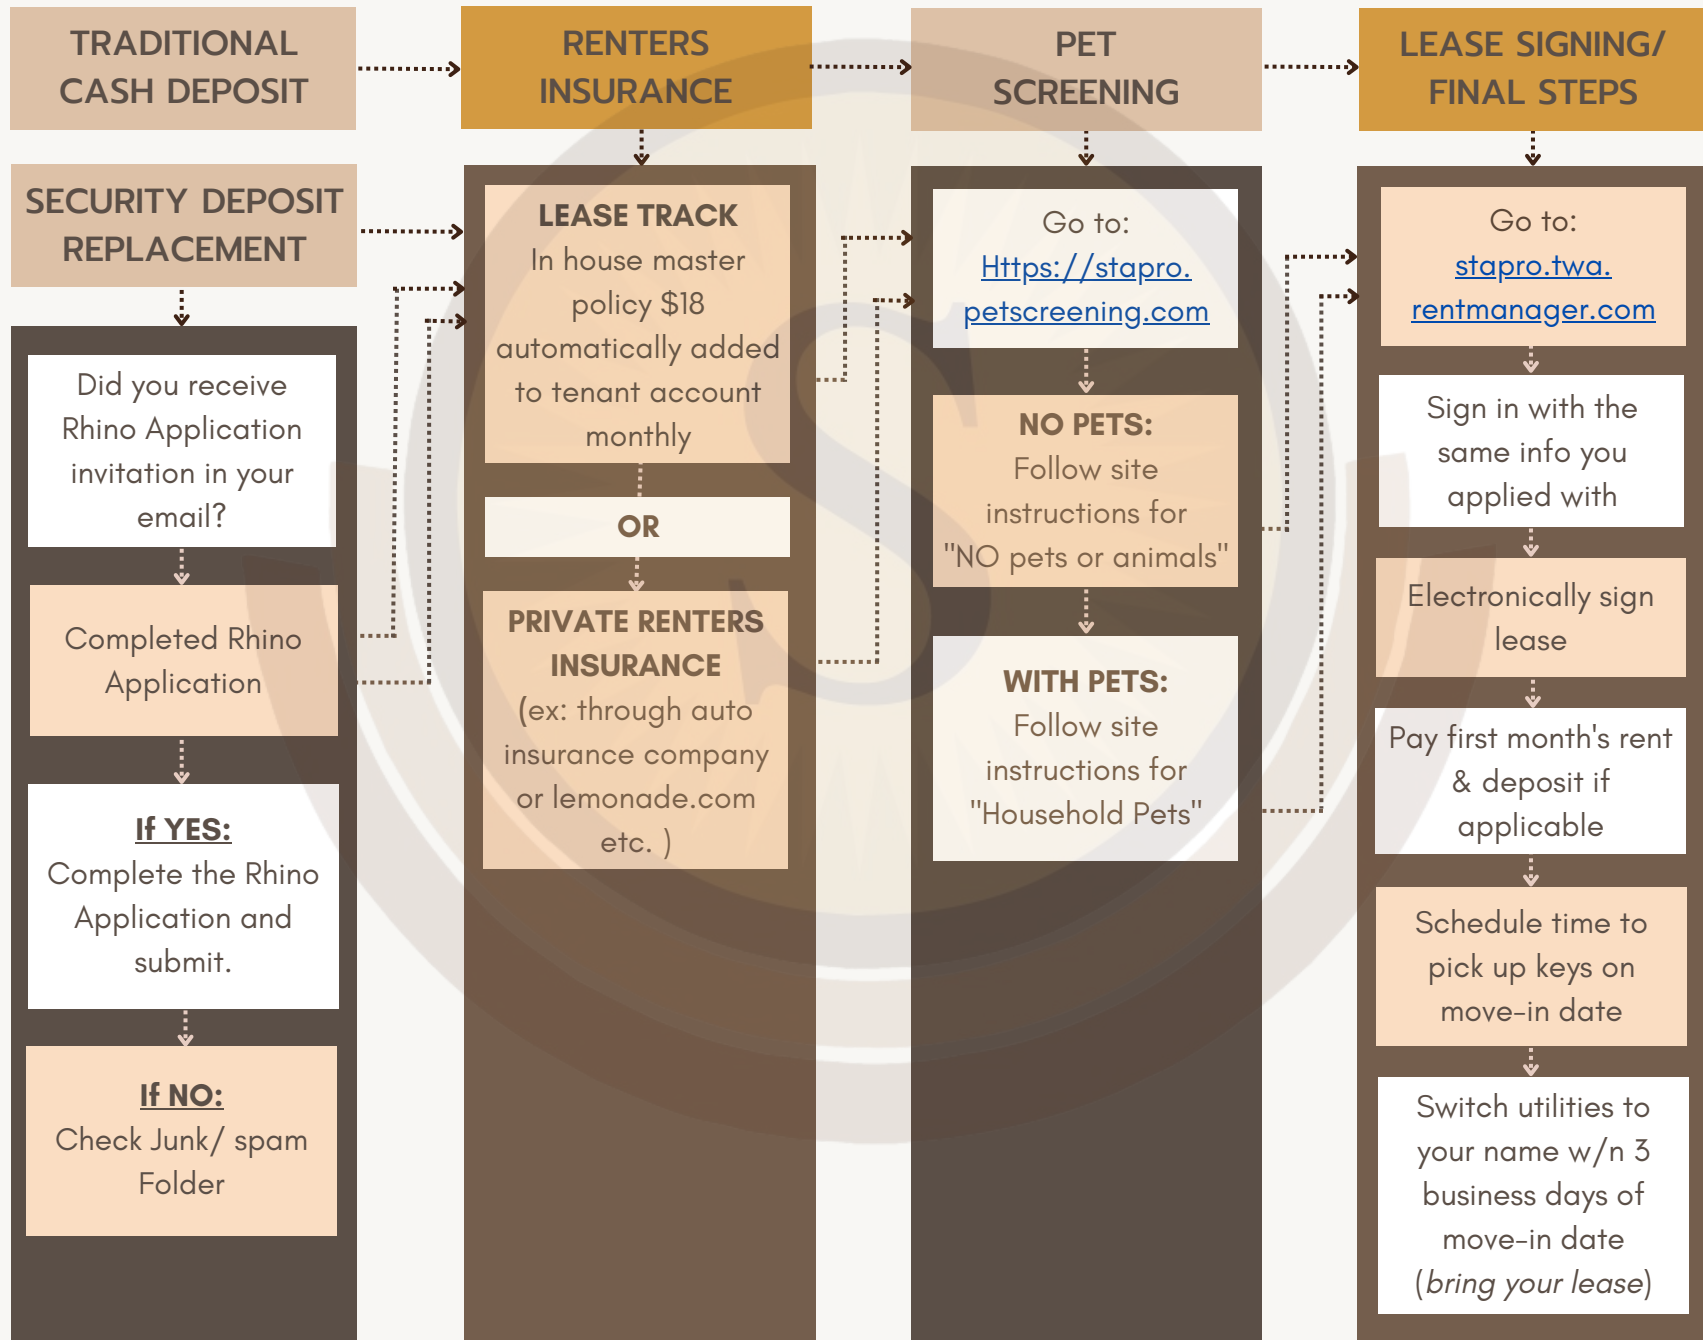 TRADITIONAL
CASH DEPOSIT
SECURITY DEPOSIT
REPLACEMENT
Did you receive
Rhino Application
invitation in your
email?
Completed Rhino
Application
If YES:
Complete the Rhino
Application and
submit.
If NO:
Check Junk/ spam
Folder
RENTERS
INSURANCE
LEASE TRACK
In house master
policy $18
automatically added
to tenant account
monthly
OR
PRIVATE RENTERS
INSURANCE
(ex: through auto
insurance company
or lemonade.com
etc. )
PET
SCREENING
Go to:
Https://stapro.
petscreening.com
NO PETS:
Follow site
instructions for
"NO pets or animals"
WITH PETS:
Follow site
instructions for
"Household Pets"
LEASE SIGNING/
FINAL STEPS
Go to:
stapro.twa.
rentmanager.com
Sign in with the
same info you
applied with
Electronically sign
lease
Pay first month's rent
& deposit if
applicable
Schedule time to
pick up keys on
move-in date
Switch utilities to
your name w/n 3
business days of
move-in date
(bring your lease)
S